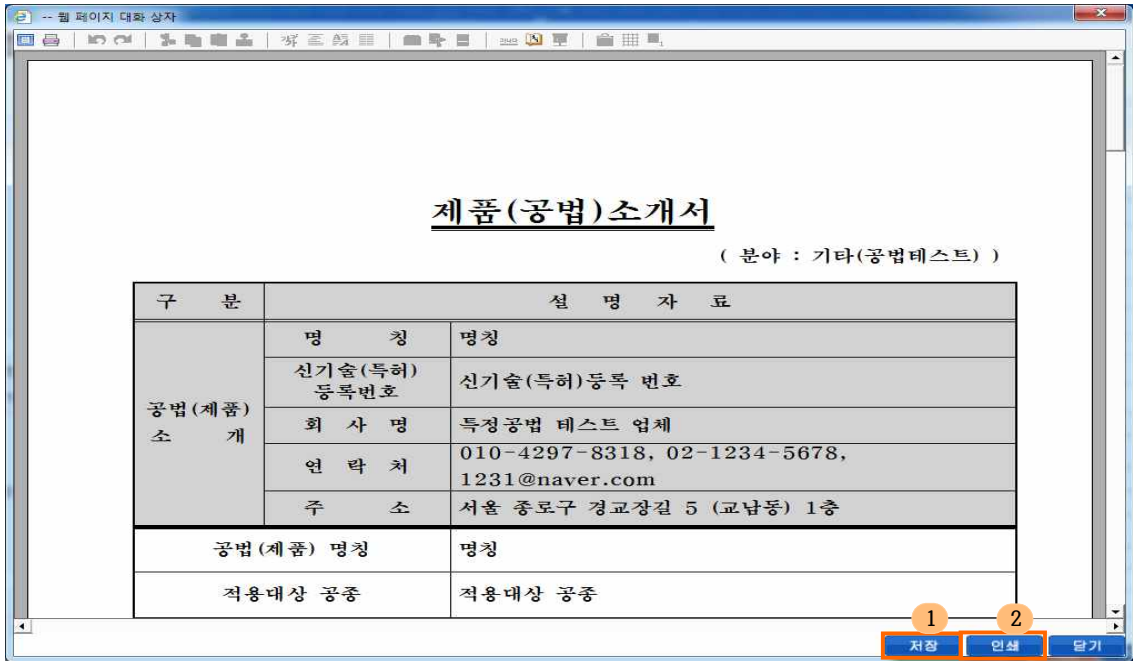 -- 웹 페이지 대화 상자
제품(공법)소개서
( 분야 : 기타(공법테스트) )
구 분 설 명 자 료
명 칭 명칭
신기술(특허)
등록번호
신기술(특허)등록 번호
공법(제품)
소 개
회 사 명 특정공법 테스트 업체
연 락 처
010-4297-8318, 02-1234-5678,
1231@naver.com
주 소 서울 종로구 경교장길 5 (교남동) 1층
공법(제품) 명칭 명칭
적용대상 공종 적용대상 공종
1 2
저장 인쇄 닫기